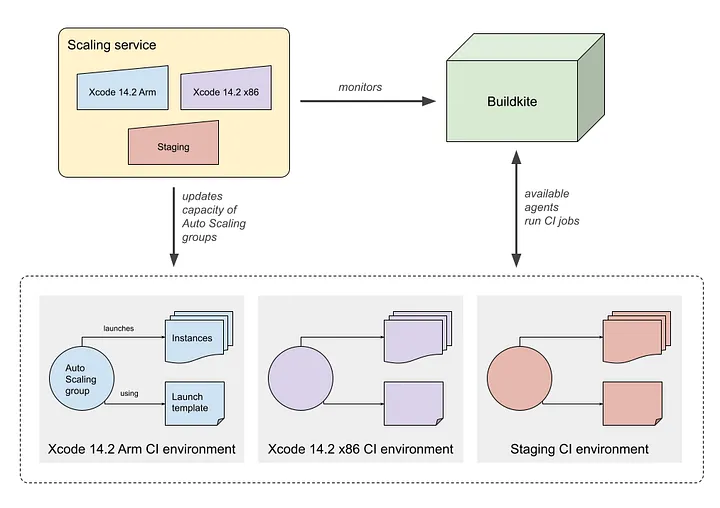 Scaling service
Xcode 14.2 Arm
Xcode 14.2 x86
Staging
monitors
Buildkite
updates
capacity of
Auto Scaling
groups
available
agents
run CI jobs
launches
Instances
Auto
Scaling
group
using
Launch
template
Xcode 14.2 Arm CI environment
Xcode 14.2 x86 CI environment
Staging CI environment